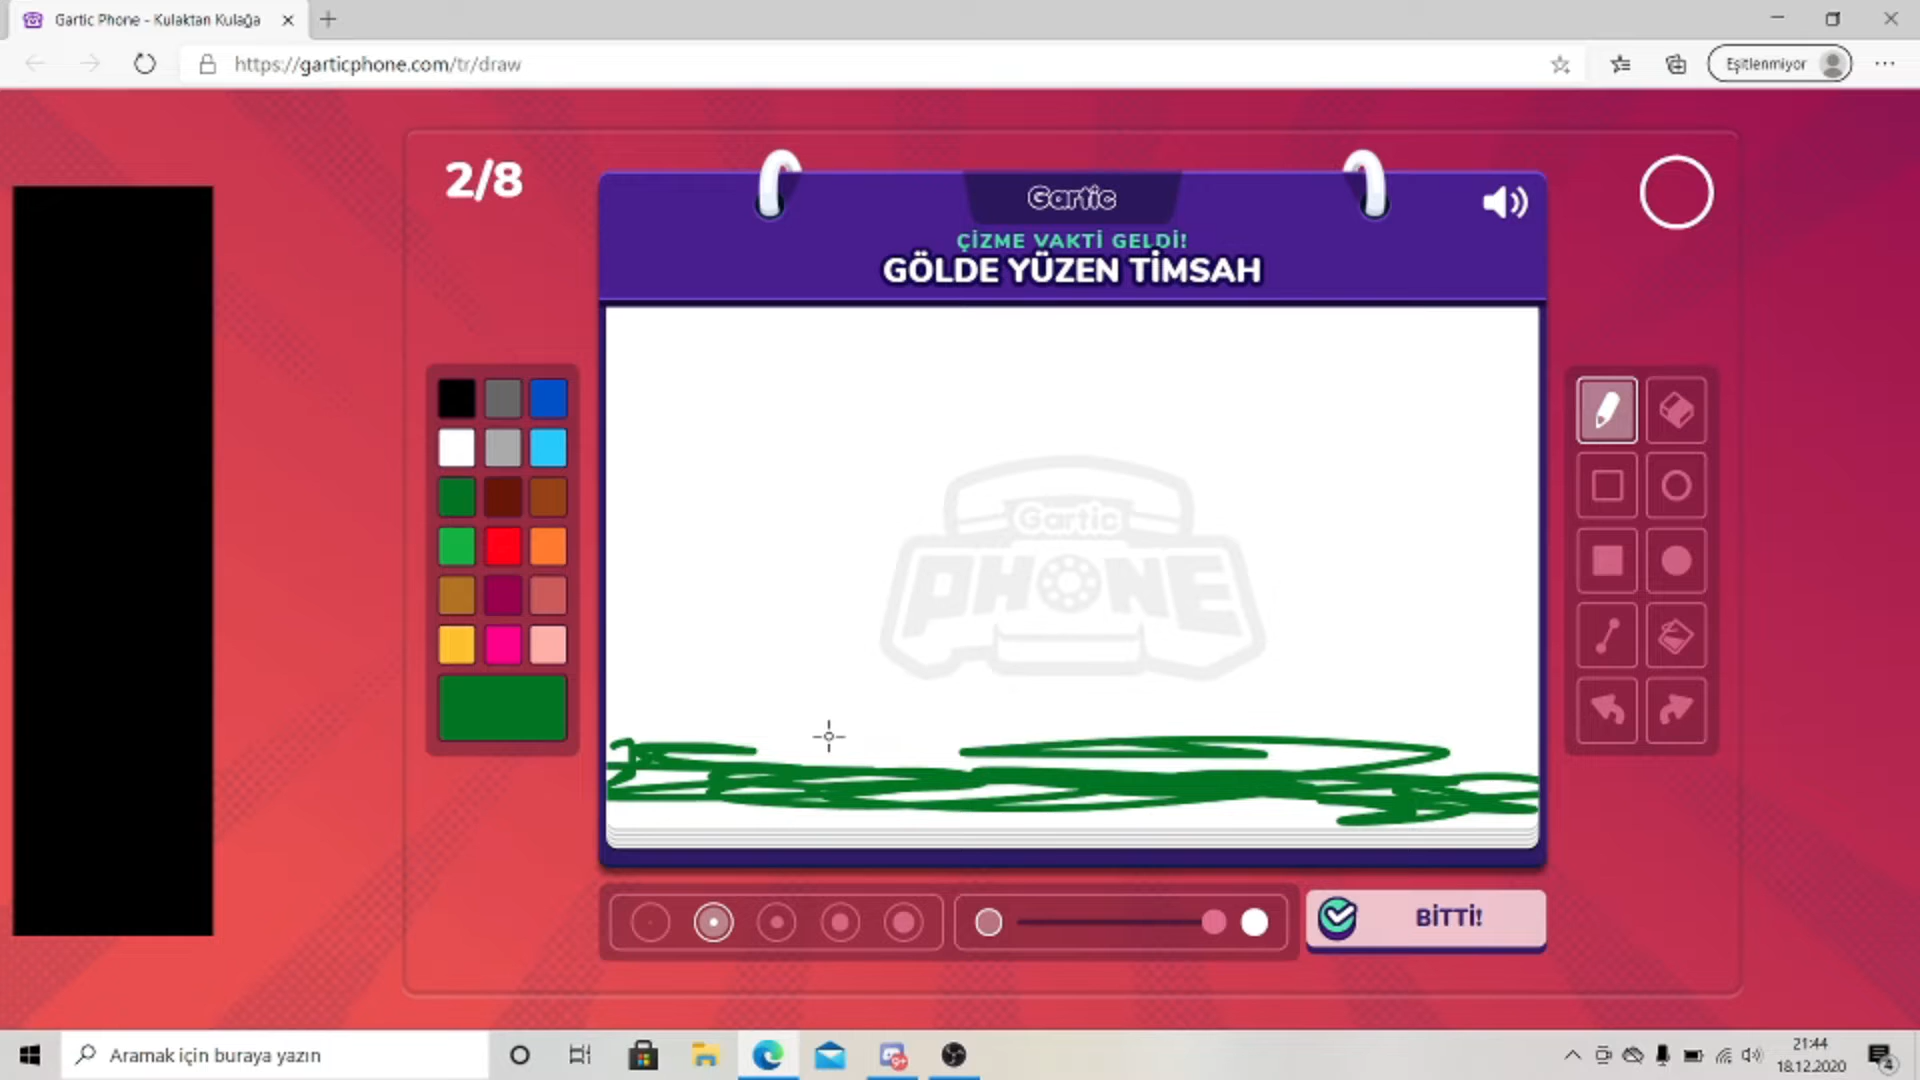 Gartic Phone - Kulaktan Kulağa
https://garticphone.com/tr/draw
Eşitlenmiyor
2/8
Gartic
ÇİZME VAKTİ GELDİ!
GÖLDE YÜZEN TİMSAH
Gartic
PHONE
BİTTİ!
Aramak için buraya yazın
21:44
18.12.2020
4